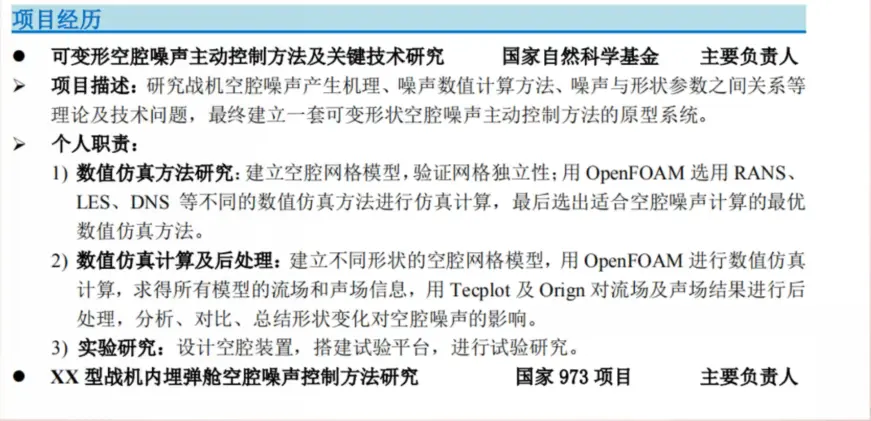 项目经历
● 可变形空腔噪声主动控制方法及关键技术研究 国家自然科学基金 主要负责人
➢ 项目描述：研究战机空腔噪声产生机理、噪声数值计算方法、噪声与形状参数之间关系等
理论及技术问题，最终建立一套可变形状空腔噪声主动控制方法的原型系统。
➢ 个人职责：
1) 数值仿真方法研究：建立空腔网格模型，验证网格独立性；用 OpenFOAM 选用 RANS、
LES、DNS 等不同的数值仿真方法进行仿真计算，最后选出适合空腔噪声计算的最优
数值仿真方法。
2) 数值仿真计算及后处理：建立不同形状的空腔网格模型，用 OpenFOAM 进行数值仿真
计算，求得所有模型的流场和声场信息，用 Tecplot 及 Orign 对流场及声场结果进行后
处理，分析、对比、总结形状变化对空腔噪声的影响。
3) 实验研究：设计空腔装置，搭建试验平台，进行试验研究。
● XX 型战机内埋弹舱空腔噪声控制方法研究 国家 973 项目 主要负责人